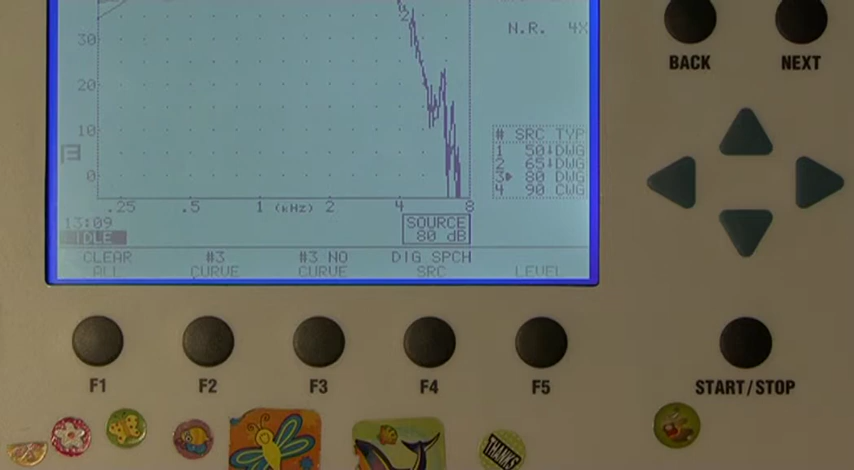 30
N.R. 4X
BACK
NEXT
20
10
# SRC TYP
1 50↓DWG
2 65↓DWG
3▶ 80 DWG
4 90 CWG
0
.25 .5 1 (kHz) 2 4 8
13:09
IDLE
SOURCE
80 dB
CLEAR ALL
#3 CURVE
#3 NO CURVE
DIG SPCH SRC
LEVEL
F1
F2
F3
F4
F5
START/STOP
THANKS